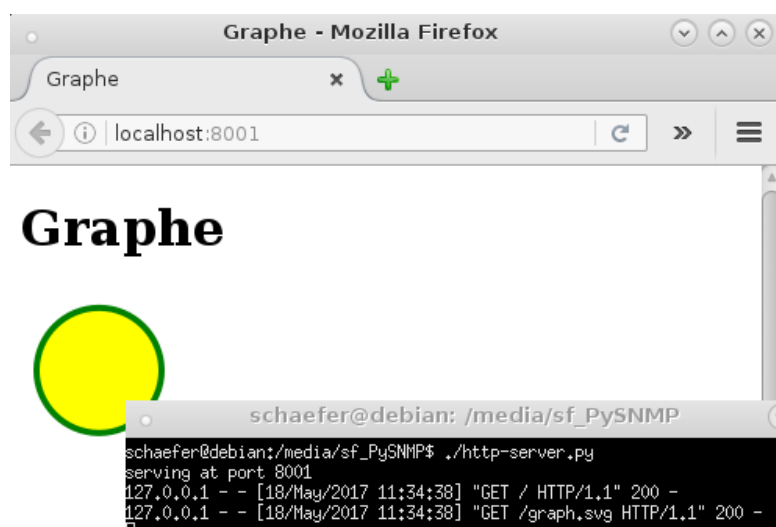 Graphe - Mozilla Firefox
Graphe
localhost:8001
Graphe
schaefer@debian: /media/sf_PySNMP
schaefer@debian:/media/sf_PySNMP$ ./http-server.py
serving at port 8001
127.0.0.1 - - [18/May/2017 11:34:38] "GET / HTTP/1.1" 200 -
127.0.0.1 - - [18/May/2017 11:34:38] "GET /graph.svg HTTP/1.1" 200 -